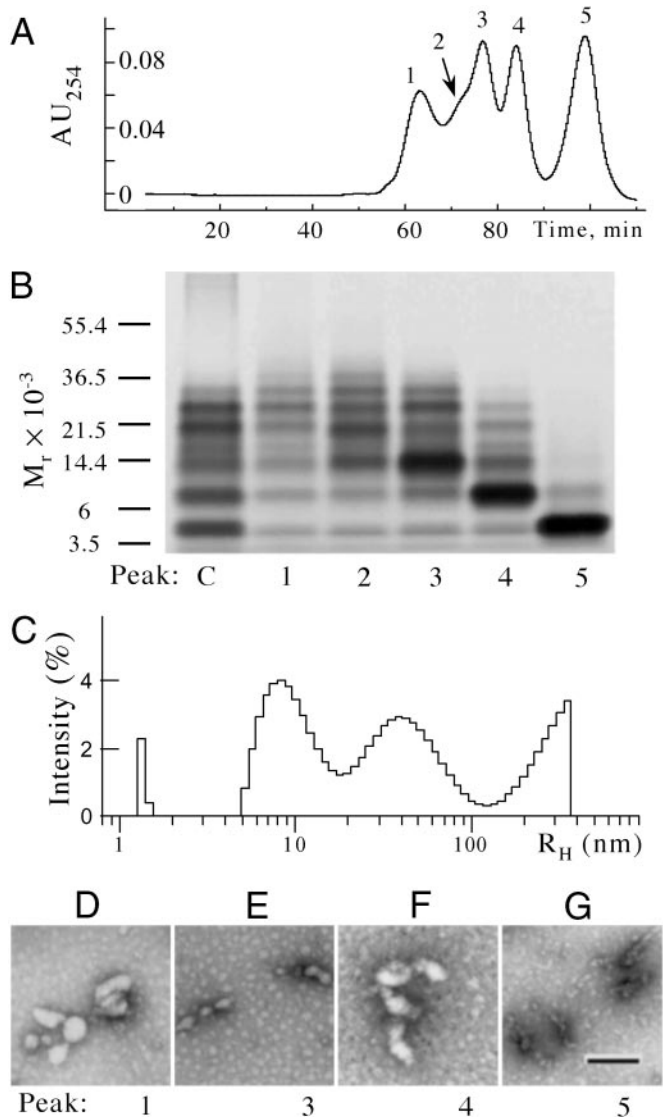 A
AU254
0.08
0.04
0
1
2
3
4
5
20
40
60
80
Time, min
B
Mr × 10-3
55.4
36.5
21.5
14.4
6
3.5
Peak: C 1 2 3 4 5
C
Intensity (%)
4
2
0
1
10
100
RH (nm)
D E F G
Peak: 1 3 4 5